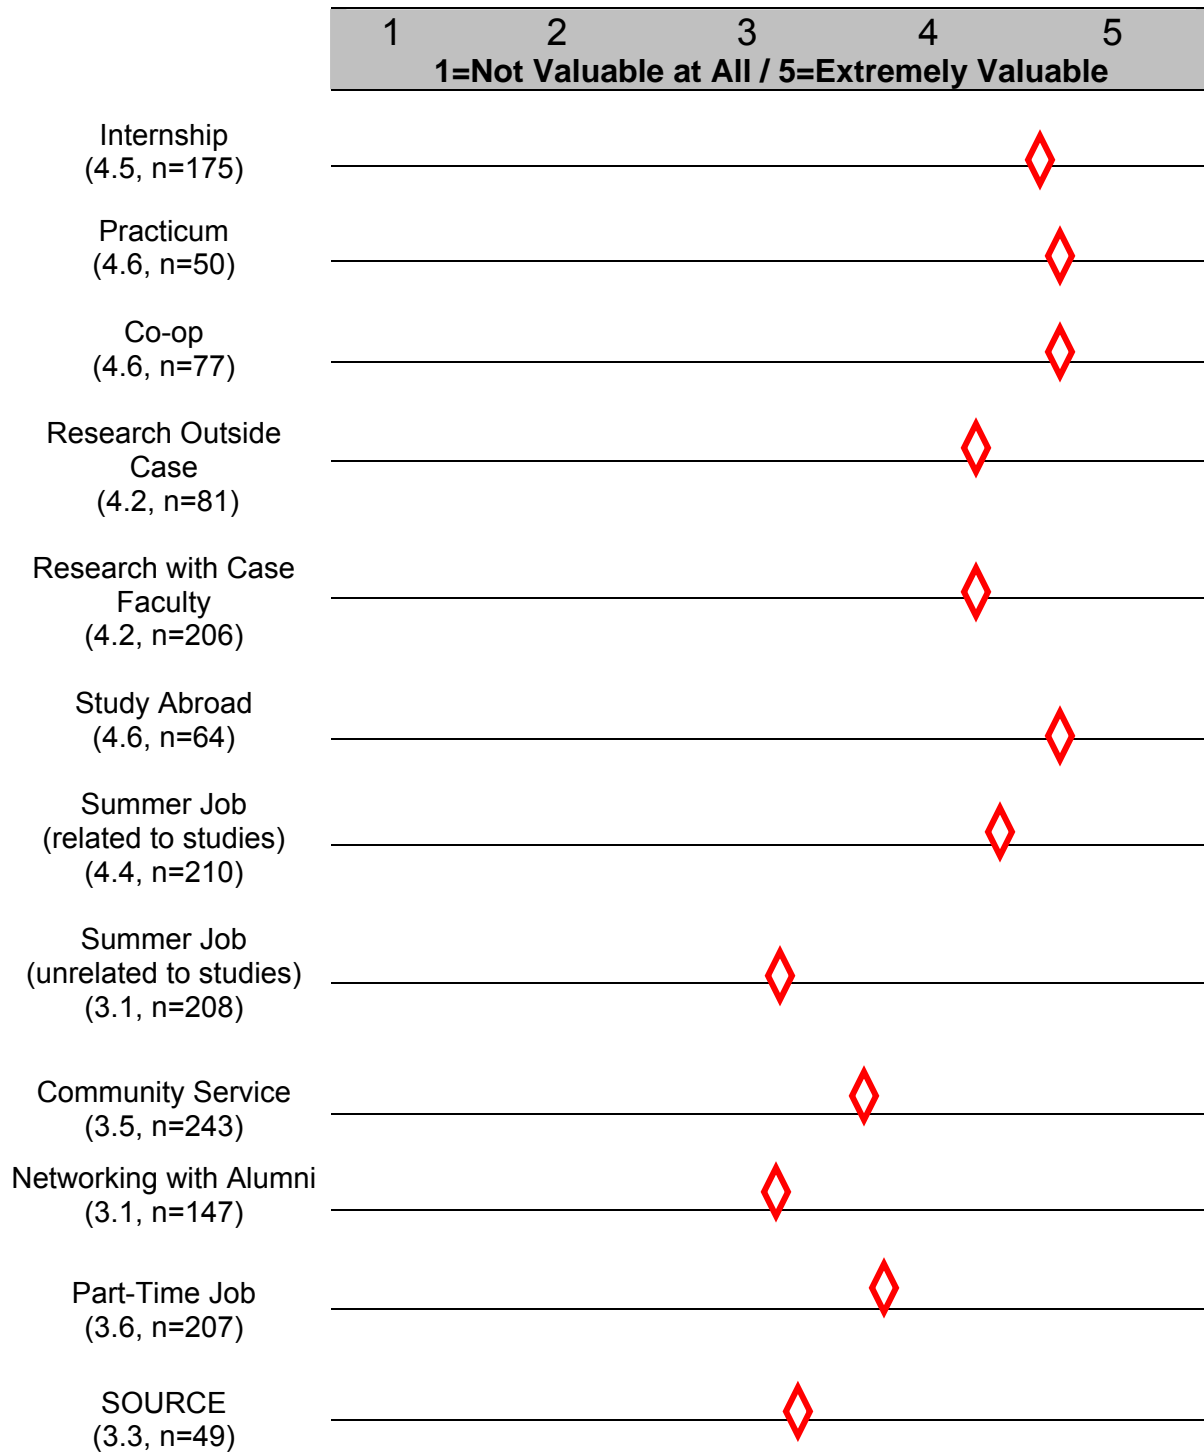 1 2 3 4 5
1=Not Valuable at All / 5=Extremely Valuable
Internship
(4.5, n=175)
Practicum
(4.6, n=50)
Co-op
(4.6, n=77)
Research Outside
Case
(4.2, n=81)
Research with Case
Faculty
(4.2, n=206)
Study Abroad
(4.6, n=64)
Summer Job
(related to studies)
(4.4, n=210)
Summer Job
(unrelated to studies)
(3.1, n=208)
Community Service
(3.5, n=243)
Networking with Alumni
(3.1, n=147)
Part-Time Job
(3.6, n=207)
SOURCE
(3.3, n=49)